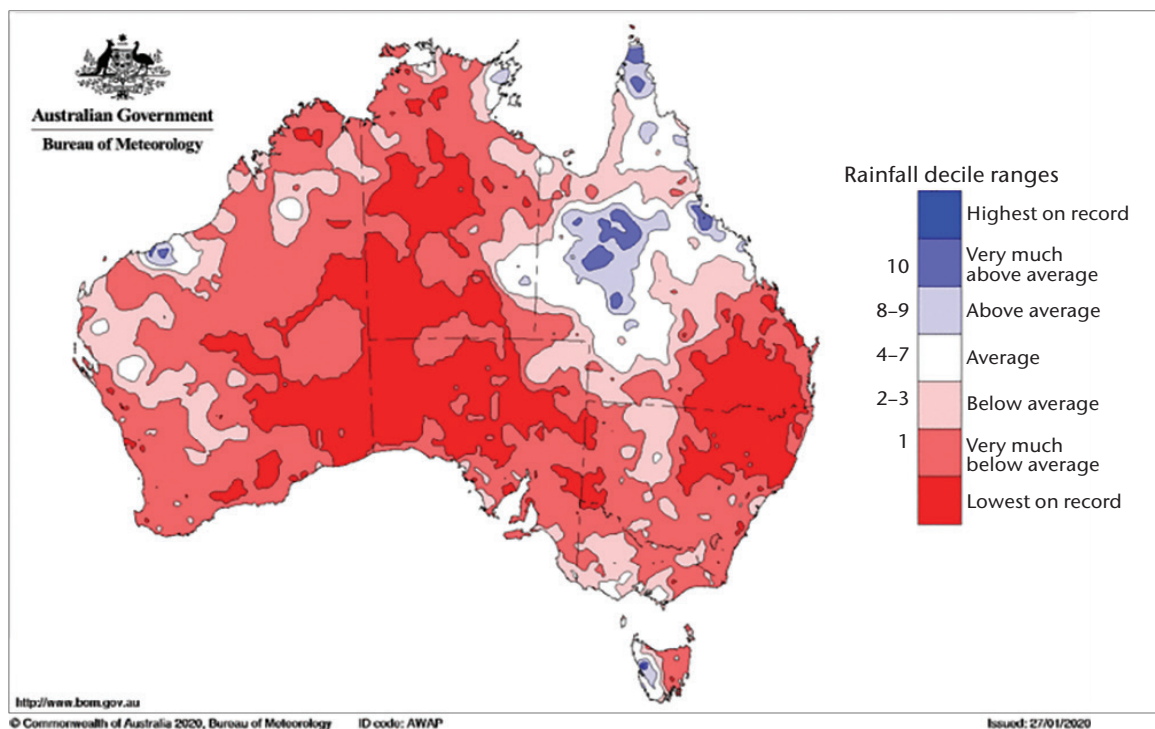 Australian Government
Bureau of Meteorology
Rainfall decile ranges
Highest on record
10 Very much
above average
8–9 Above average
4–7 Average
2–3 Below average
1 Very much
below average
Lowest on record
http://www.bom.gov.au
© Commonwealth of Australia 2020, Bureau of Meteorology ID code: AWAP Issued: 27/01/2020